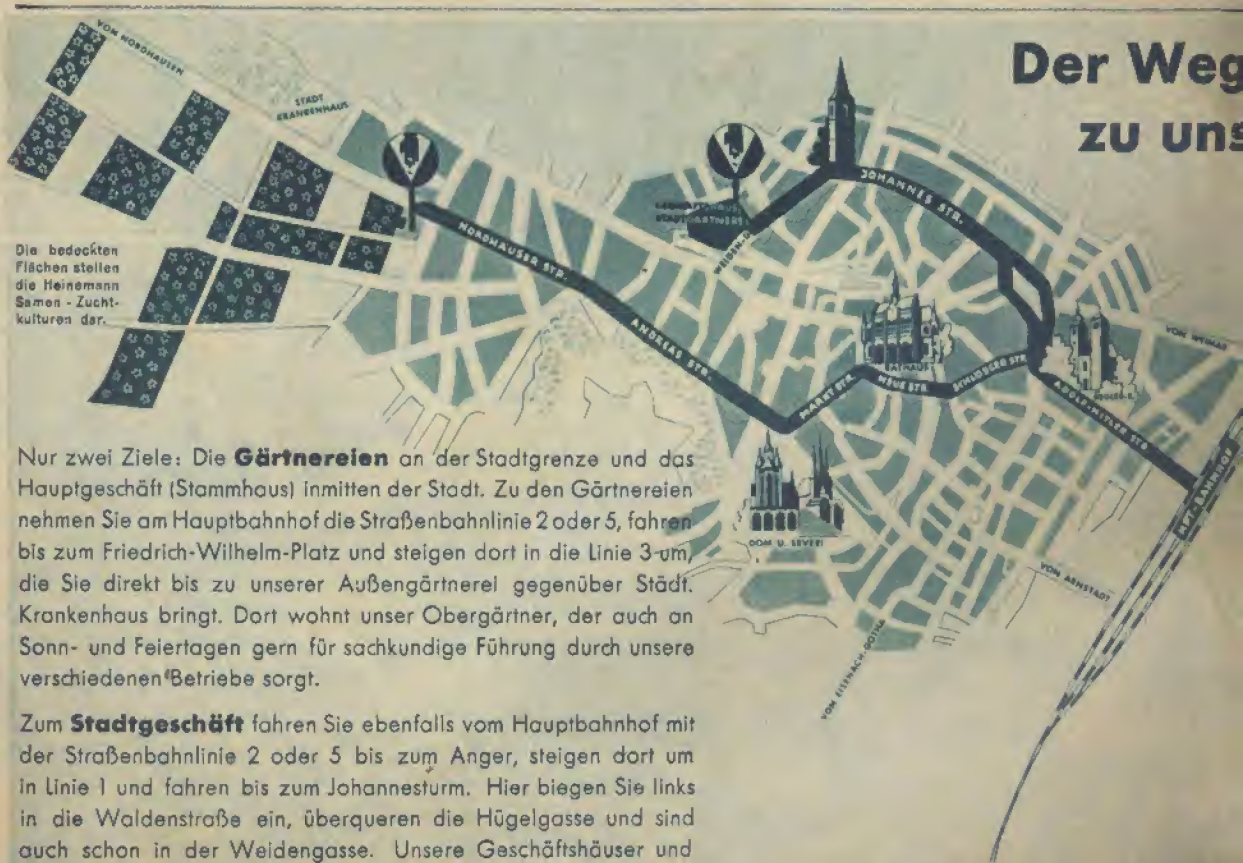 Der Weg
zu uns
VON NORDHAUSEN
STÄDT
KRANKENHAUS
JOHANNES STR.
STADTGÄRTNEREI
WEIDEN-G.
NORDHAUSER STR.
Die bedeckten
Flächen stellen
die Heinemann
Samen - Zucht-
kulturen dar.
ANDREAS STR.
RATHAUS
VON WEIMAR
MARKT STR.
NEUE STR.
SCHLÖSSER STR.
ADOLF-HITLER STR.
HPT-BAHNHOF
DOM U. SEVERI
VON ARNSTADT
VON EISENACH-GOTHA
Nur zwei Ziele: Die Gärtnereien an der Stadtgrenze und das
Hauptgeschäft (Stammhaus) inmitten der Stadt. Zu den Gärtnereien
nehmen Sie am Hauptbahnhof die Straßenbahnlinie 2 oder 5, fahren
bis zum Friedrich-Wilhelm-Platz und steigen dort in die Linie 3 um,
die Sie direkt bis zu unserer Außengärtnerei gegenüber Städt.
Krankenhaus bringt. Dort wohnt unser Obergärtner, der auch an
Sonn- und Feiertagen gern für sachkundige Führung durch unsere
verschiedenen Betriebe sorgt.
Zum Stadtgeschäft fahren Sie ebenfalls vom Hauptbahnhof mit
der Straßenbahnlinie 2 oder 5 bis zum Anger, steigen dort um
in Linie 1 und fahren bis zum Johannesturm. Hier biegen Sie links
in die Waldenstraße ein, überqueren die Hügelgasse und sind
auch schon in der Weidengasse. Unsere Geschäftshäuser und